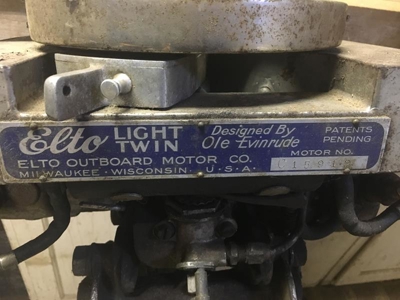 Elto LIGHT TWIN Designed By Ole Evinrude
PATENTS PENDING
ELTO OUTBOARD MOTOR CO. MOTOR NO.
MILWAUKEE · WISCONSIN · U · S · A ·